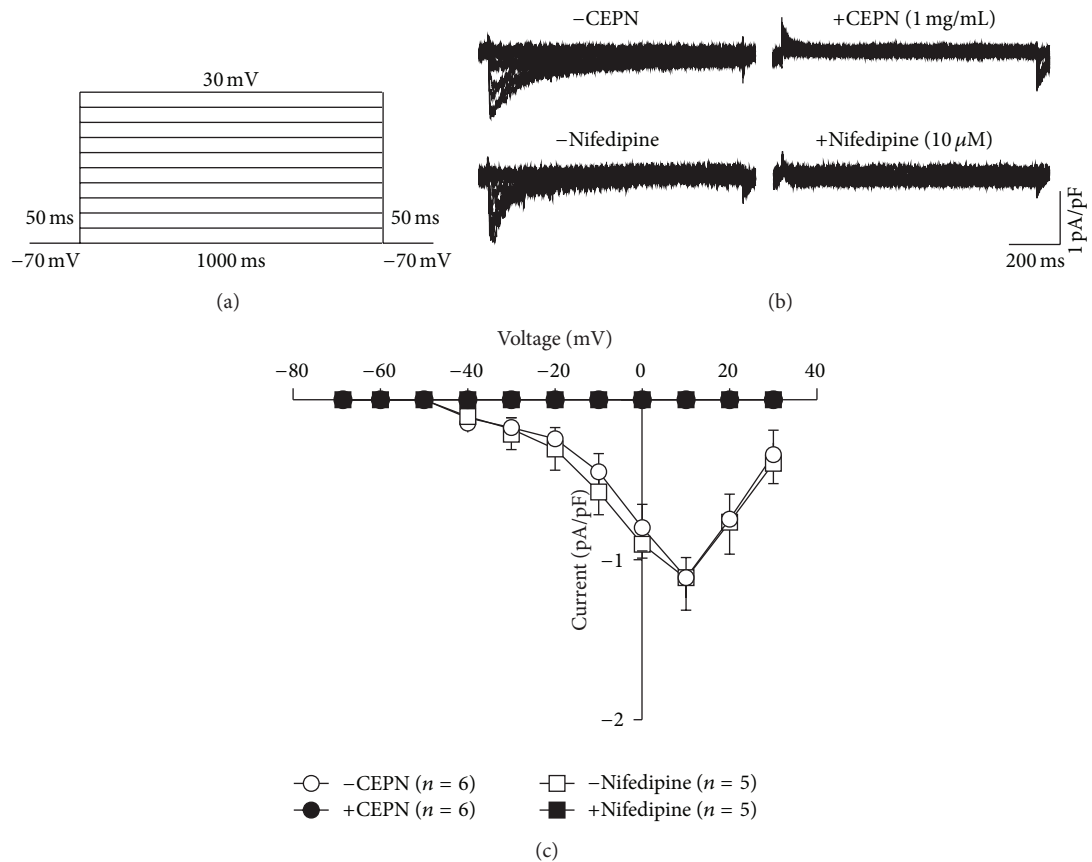 30 mV
50 ms 50 ms
−70 mV 1000 ms −70 mV
(a)
−CEPN +CEPN (1 mg/mL)
−Nifedipine +Nifedipine (10 μM)
1 pA/pF
200 ms
(b)
Voltage (mV)
−80 −60 −40 −20 0 20 40
Current (pA/pF)
−1
−2
−CEPN (n = 6) −Nifedipine (n = 5)
+CEPN (n = 6) +Nifedipine (n = 5)
(c)